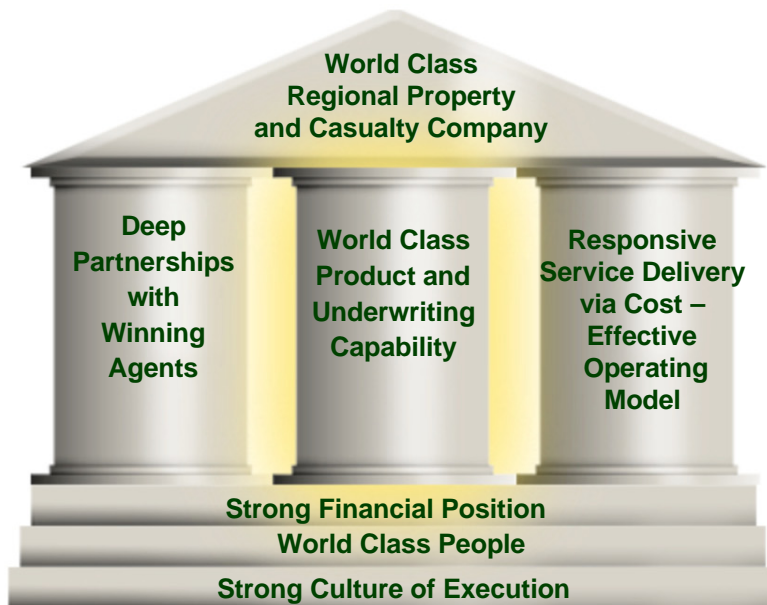 World Class
Regional Property
and Casualty Company
Deep
Partnerships
with
Winning
Agents
World Class
Product and
Underwriting
Capability
Responsive
Service Delivery
via Cost –
Effective
Operating
Model
Strong Financial Position
World Class People
Strong Culture of Execution